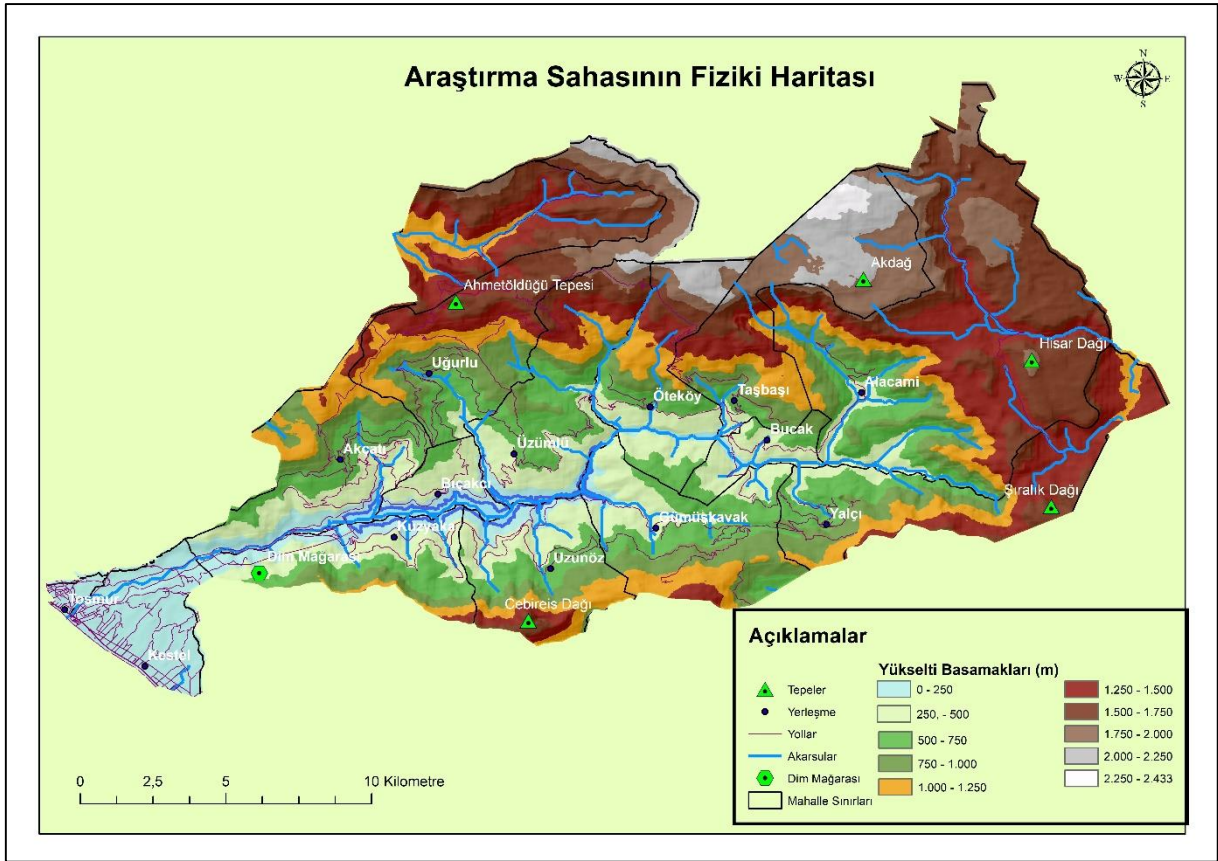 Araştırma Sahasının Fiziki Haritası
N
W E
S
Akdağ
Ahmetöldüğü Tepesi
Hisar Dağı
Uğurlu
Alacami
Öteköy
Taşbaşı
Bucak
Üzümlü
Akçatı
Bıçakçı
Şıralık Dağı
Gümüşkavak
Yalçı
Kuzyaka
Dim Mağarası
Uzunöz
Tosmur
Cebireis Dağı
Kestel
Açıklamalar
Yükselti Basamakları (m)
Tepeler
Yerleşme
Yollar
Akarsular
Dim Mağarası
Mahalle Sınırları
0 - 250
250, - 500
500 - 750
750 - 1.000
1.000 - 1.250
1.250 - 1.500
1.500 - 1.750
1.750 - 2.000
2.000 - 2.250
2.250 - 2.433
0 2,5 5 10 Kilometre